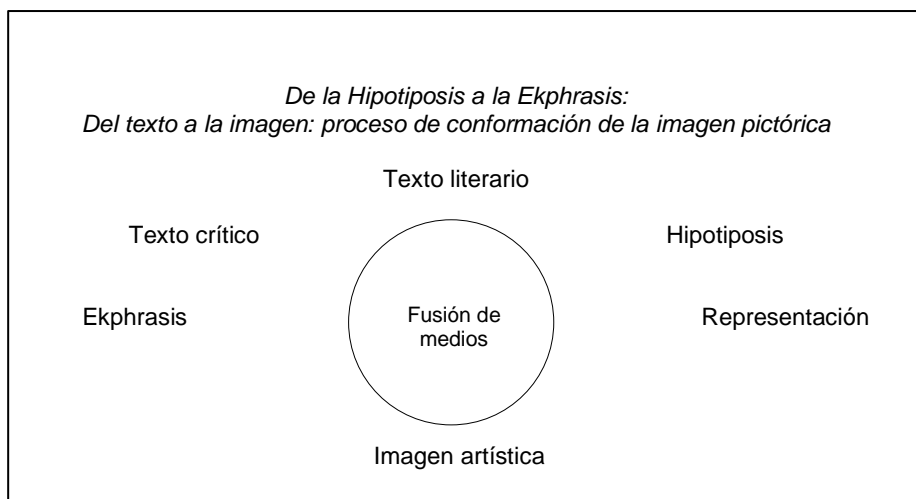 De la Hipotiposis a la Ekphrasis:
Del texto a la imagen: proceso de conformación de la imagen pictórica
Texto literario
Texto crítico
Hipotiposis
Ekphrasis
Fusión de
medios
Representación
Imagen artística